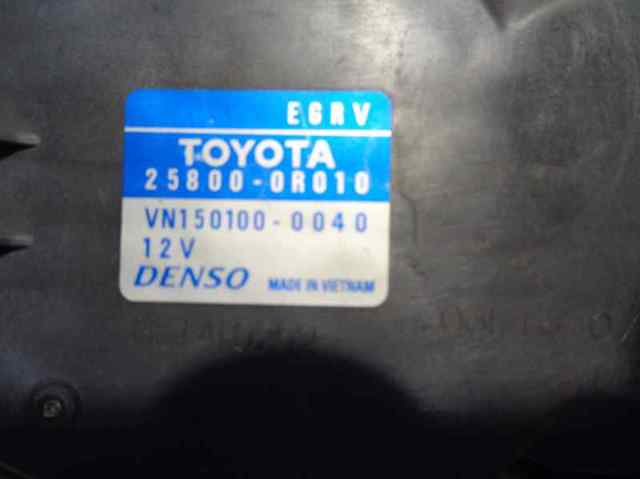 EGRV
TOYOTA
25800-0R010
VN150100-0040
12V
DENSO MADE IN VIETNAM